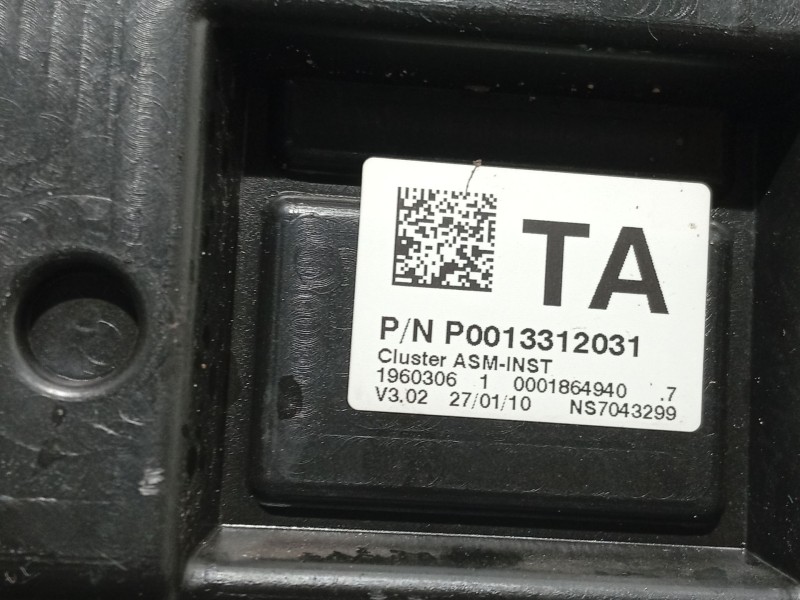 TA
P/N P0013312031
Cluster ASM-INST
1960306 1 0001864940 .7
V3.02 27/01/10 NS7043299